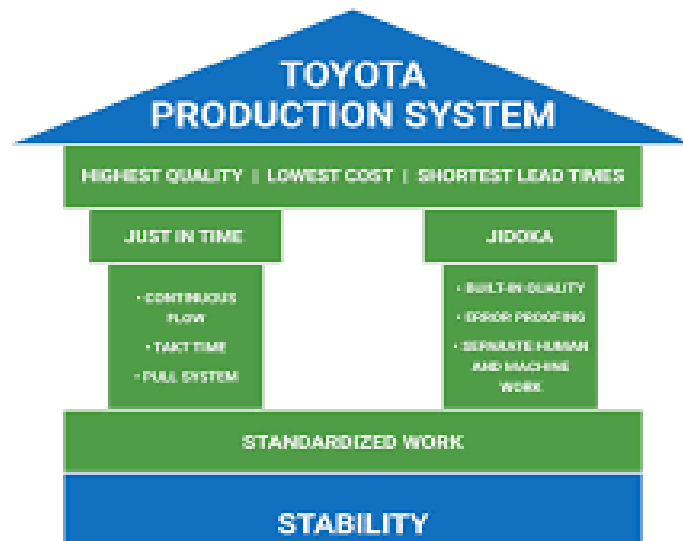 TOYOTA
PRODUCTION SYSTEM
HIGHEST QUALITY | LOWEST COST | SHORTEST LEAD TIMES
JUST IN TIME
• CONTINUOUS
FLOW
• TAKT TIME
• PULL SYSTEM
JIDOKA
• BUILT-IN QUALITY
• ERROR PROOFING
• SEPARATE HUMAN
AND MACHINE
WORK
STANDARDIZED WORK
STABILITY